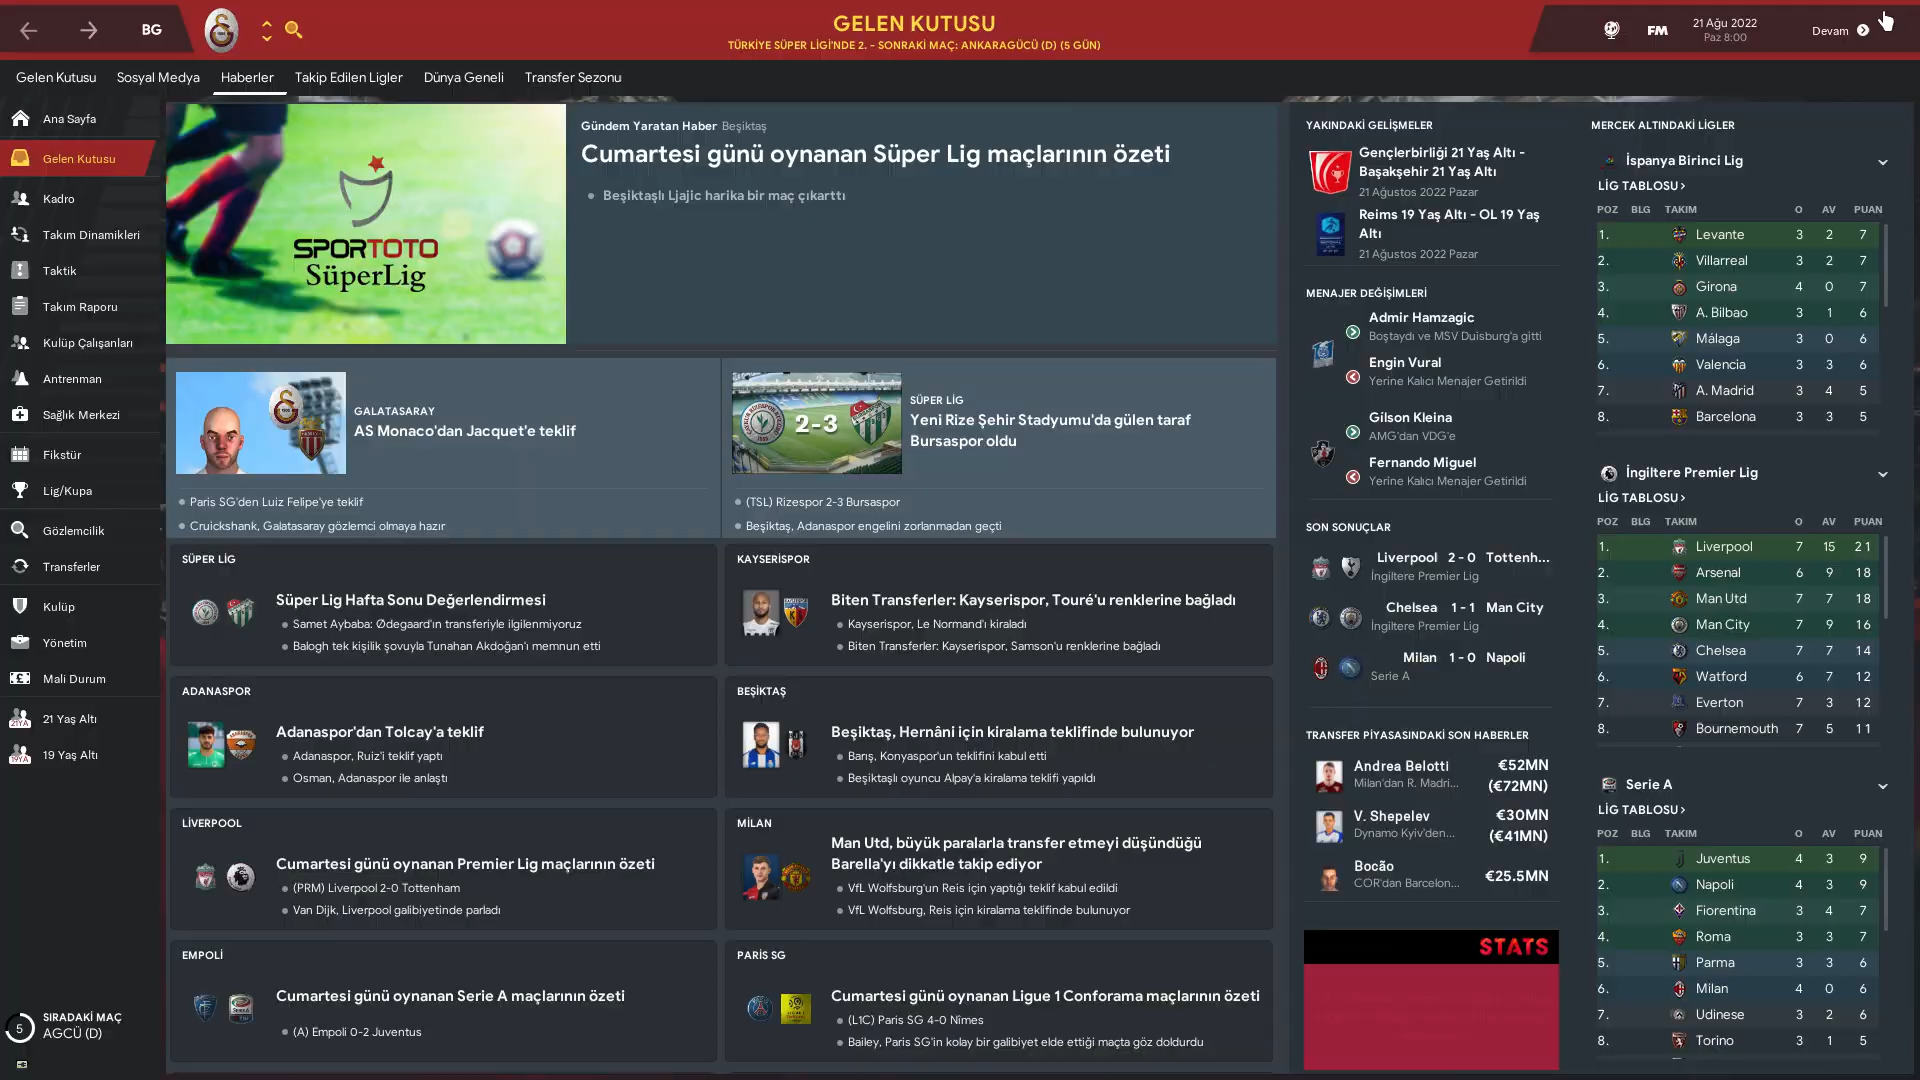 BG
GELEN KUTUSU
TÜRKİYE SÜPER LİGİ'NDE 2. - SONRAKİ MAÇ: ANKARAGÜCÜ (D) (5 GÜN)
FM
21 Ağu 2022
Paz 8:00
Devam
Gelen Kutusu Sosyal Medya Haberler Takip Edilen Ligler Dünya Geneli Transfer Sezonu
Ana Sayfa
Gelen Kutusu
Kadro
Takım Dinamikleri
Taktik
Takım Raporu
Kulüp Çalışanları
Antrenman
Sağlık Merkezi
Fikstür
Lig/Kupa
Gözlemcilik
Transferler
Kulüp
Yönetim
Mali Durum
21YA
21 Yaş Altı
19YA
19 Yaş Altı
5
SIRADAKİ MAÇ
AGCÜ (D)
SPORTOTO
SüperLig
Gündem Yaratan Haber Beşiktaş
Cumartesi günü oynanan Süper Lig maçlarının özeti
Beşiktaşlı Ljajic harika bir maç çıkarttı
GALATASARAY
AS Monaco'dan Jacquet'e teklif
Paris SG'den Luiz Felipe'ye teklif
Cruickshank, Galatasaray gözlemci olmaya hazır
2-3
SÜPER LİG
Yeni Rize Şehir Stadyumu'da gülen taraf
Bursaspor oldu
(TSL) Rizespor 2-3 Bursaspor
Beşiktaş, Adanaspor engelini zorlanmadan geçti
SÜPER LİG
Süper Lig Hafta Sonu Değerlendirmesi
Samet Aybaba: Ødegaard'ın transferiyle ilgilenmiyoruz
Balogh tek kişilik şovuyla Tunahan Akdoğan'ı memnun etti
KAYSERİSPOR
Biten Transferler: Kayserispor, Touré'u renklerine bağladı
Kayserispor, Le Normand'ı kiraladı
Biten Transferler: Kayserispor, Samson'u renklerine bağladı
ADANASPOR
Adanaspor'dan Tolcay'a teklif
Adanaspor, Ruiz'i teklif yaptı
Osman, Adanaspor ile anlaştı
BEŞİKTAŞ
Beşiktaş, Hernâni için kiralama teklifinde bulunuyor
Barış, Konyaspor'un teklifini kabul etti
Beşiktaşlı oyuncu Alpay'a kiralama teklifi yapıldı
LİVERPOOL
Cumartesi günü oynanan Premier Lig maçlarının özeti
(PRM) Liverpool 2-0 Tottenham
Van Dijk, Liverpool galibiyetinde parladı
MİLAN
Man Utd, büyük paralarla transfer etmeyi düşündüğü
Barella'yı dikkatle takip ediyor
VfL Wolfsburg'un Reis için yaptığı teklif kabul edildi
VfL Wolfsburg, Reis için kiralama teklifinde bulunuyor
EMPOLİ
Cumartesi günü oynanan Serie A maçlarının özeti
(A) Empoli 0-2 Juventus
PARİS SG
Cumartesi günü oynanan Ligue 1 Conforama maçlarının özeti
(L1C) Paris SG 4-0 Nîmes
Bailey, Paris SG'in kolay bir galibiyet elde ettiği maçta göz doldurdu
YAKINDAKİ GELİŞMELER
Gençlerbirliği 21 Yaş Altı -
Başakşehir 21 Yaş Altı
21 Ağustos 2022 Pazar
Reims 19 Yaş Altı - OL 19 Yaş
Altı
21 Ağustos 2022 Pazar
MENAJER DEĞİŞİMLERİ
Admir Hamzagic
Boştaydı ve MSV Duisburg'a gitti
Engin Vural
Yerine Kalıcı Menajer Getirildi
Gílson Kleina
AMG'dan VDG'e
Fernando Miguel
Yerine Kalıcı Menajer Getirildi
SON SONUÇLAR
Liverpool 2 - 0 Tottenh...
İngiltere Premier Lig
Chelsea 1 - 1 Man City
İngiltere Premier Lig
Milan 1 - 0 Napoli
Serie A
TRANSFER PİYASASINDAKİ SON HABERLER
Andrea Belotti €52MN
Milan'dan R. Madri... (€72MN)
V. Shepelev €30MN
Dynamo Kyiv'den... (€41MN)
Bocão
COR'dan Barcelon... €25.5MN
STATS
MERCEK ALTINDAKİ LİGLER
İspanya Birinci Lig
LİG TABLOSU>
POZ BLG TAKIM O AV PUAN
1. Levante 3 2 7
2. Villarreal 3 2 7
3. Girona 4 0 7
4. A. Bilbao 3 1 6
5. Málaga 3 0 6
6. Valencia 3 3 6
7. A. Madrid 3 4 5
8. Barcelona 3 3 5
İngiltere Premier Lig
LİG TABLOSU>
POZ BLG TAKIM O AV PUAN
1. Liverpool 7 15 21
2. Arsenal 6 9 18
3. Man Utd 7 7 18
4. Man City 7 9 16
5. Chelsea 7 7 14
6. Watford 6 7 12
7. Everton 7 3 12
8. Bournemouth 7 5 11
Serie A
LİG TABLOSU>
POZ BLG TAKIM O AV PUAN
1. Juventus 4 3 9
2. Napoli 4 3 9
3. Fiorentina 3 4 7
4. Roma 3 3 7
5. Parma 3 3 6
6. Milan 4 0 6
7. Udinese 3 2 6
8. Torino 3 1 5